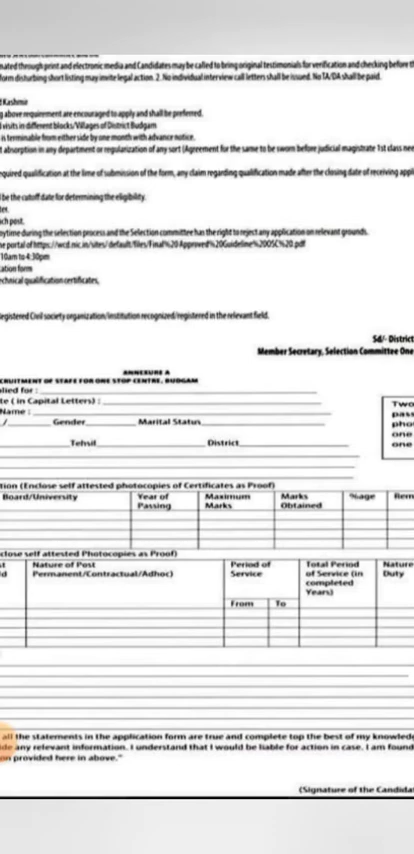 nated through print and electronic media and Candidates may be called to bring original testimonials for verification and checking before th
form disturbing short listing may invite legal action. 2. No individual interview call letters shall be issued. No TA/DA shall be paid.
d Kashmir
g above requirement are encouraged to apply and shall be preferred.
l visits in different blocks/Villages of District Budgam
is terminable from either side by one month with advance notice.
t absorption in any department or regularization of any sort (Agreement for the same to be sworn before judicial magistrate 1st class nee
equired qualification at the lime of submission of the form, any claim regarding qualification made after the closing date of receiving appl
be the cutoff date for determining the eligibility.
ter.
ch post.
nytime during the selection process and the Selection committee has the right to reject any application on relevant grounds.
e portal of https://wcd.nic.in/sites/default/files/Final%20Approved%20Guideline%20OSC%20.pdf
10am to 4:30pm
ation form
echnical qualification certificates,
egistered Civil society organization/institution recognized/registered in the relevant field.
Sd/- District
Member Secretary, Selection Committee One
ANNEXURE A
CRUITMENT OF STAFF FOR ONE STOP CENTRE, BUDGAM
lied for :
te ( in Capital Letters) :
Name :
/ Gender Marital Status
Tehsil District
Two
pass
pho
one
one
tion (Enclose self attested photocopies of Certificates as Proof)
Board/University Year of Passing Maximum Marks Marks Obtained %age Rem
close self attested Photocopies as Proof)
st Nature of Post Period of Total Period Nature
ld Permanent/Contractual/Adhoc) Service of Service (in Duty
completed
Years)
From To
all the statements in the application form are true and complete top the best of my knowledg
ide any relevant information. I understand that I would be liable for action in case. I am found
on provided here in above."
(Signature of the Candidat